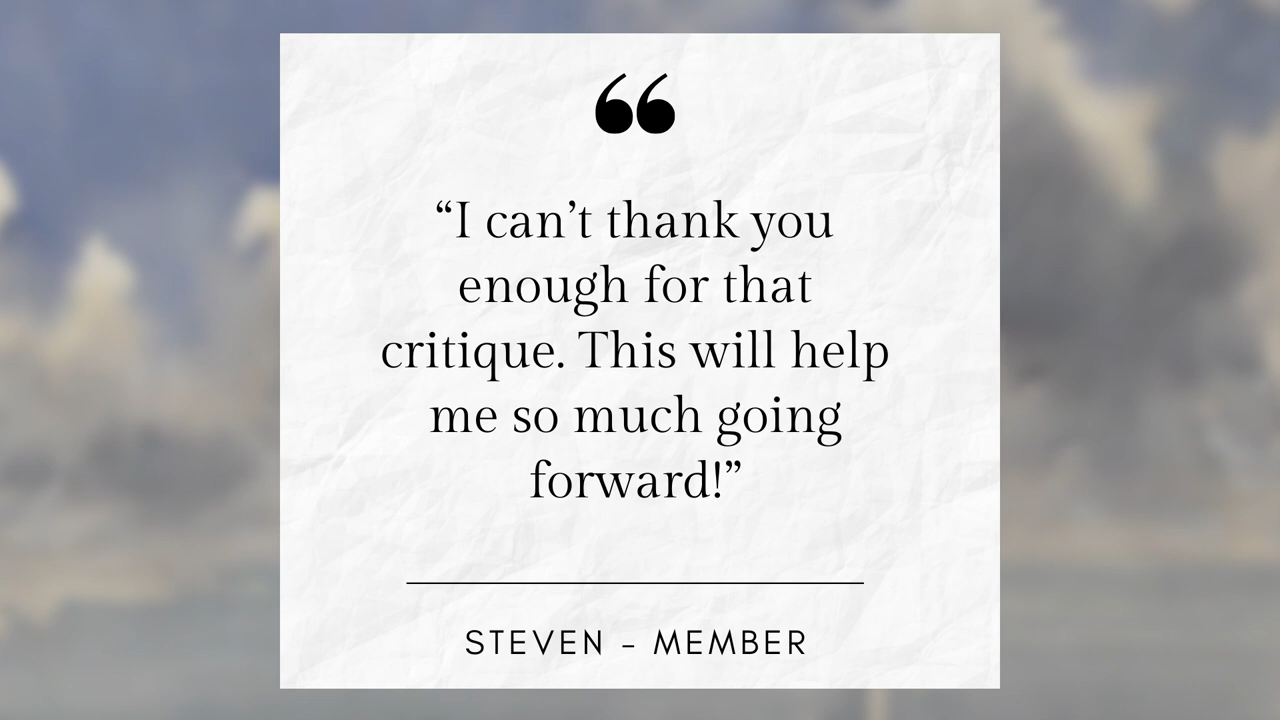 “I can’t thank you
enough for that
critique. This will help
me so much going
forward!”
STEVEN – MEMBER